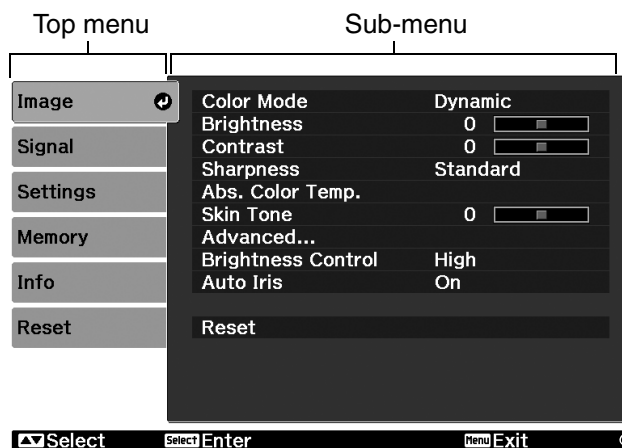 Top menu Sub-menu
Image
Signal
Settings
Memory
Info
Reset
Color Mode Dynamic
Brightness 0
Contrast 0
Sharpness Standard
Abs. Color Temp.
Skin Tone 0
Advanced...
Brightness Control High
Auto Iris On
Reset
Select Select Enter Menu Exit